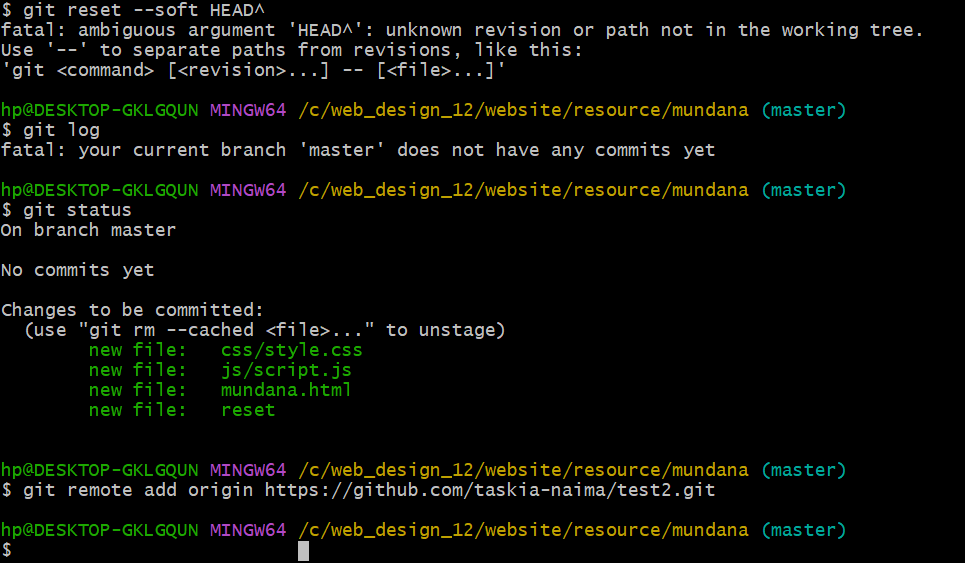 $ git reset --soft HEAD^
fatal: ambiguous argument 'HEAD^': unknown revision or path not in the working tree.
Use '--' to separate paths from revisions, like this:
'git <command> [<revision>...] -- [<file>...]'
hp@DESKTOP-GKLGQUN MINGW64 /c/web_design_12/website/resource/mundana (master)
$ git log
fatal: your current branch 'master' does not have any commits yet
hp@DESKTOP-GKLGQUN MINGW64 /c/web_design_12/website/resource/mundana (master)
$ git status
On branch master
No commits yet
Changes to be committed:
  (use "git rm --cached <file>..." to unstage)
        new file:   css/style.css
        new file:   js/script.js
        new file:   mundana.html
        new file:   reset
hp@DESKTOP-GKLGQUN MINGW64 /c/web_design_12/website/resource/mundana (master)
$ git remote add origin https://github.com/taskia-naima/test2.git
hp@DESKTOP-GKLGQUN MINGW64 /c/web_design_12/website/resource/mundana (master)
$